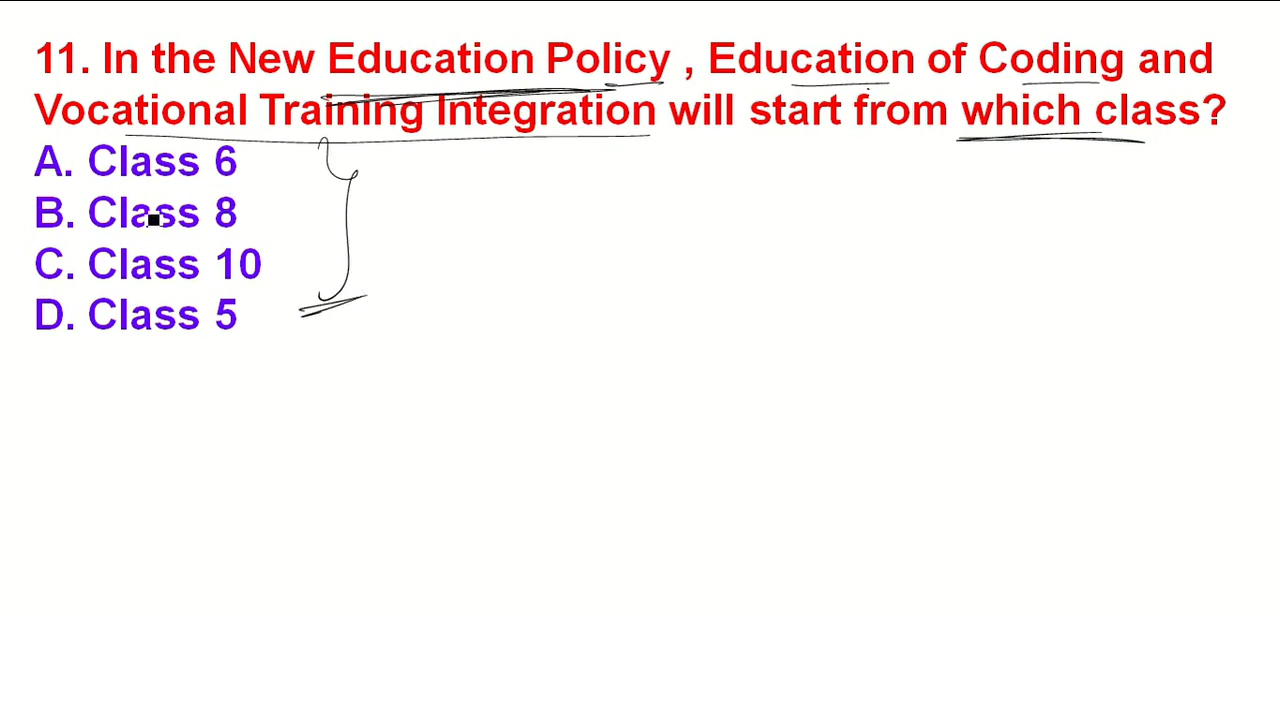 11. In the New Education Policy , Education of Coding and
Vocational Training Integration will start from which class?
A. Class 6
B. Class 8
C. Class 10
D. Class 5